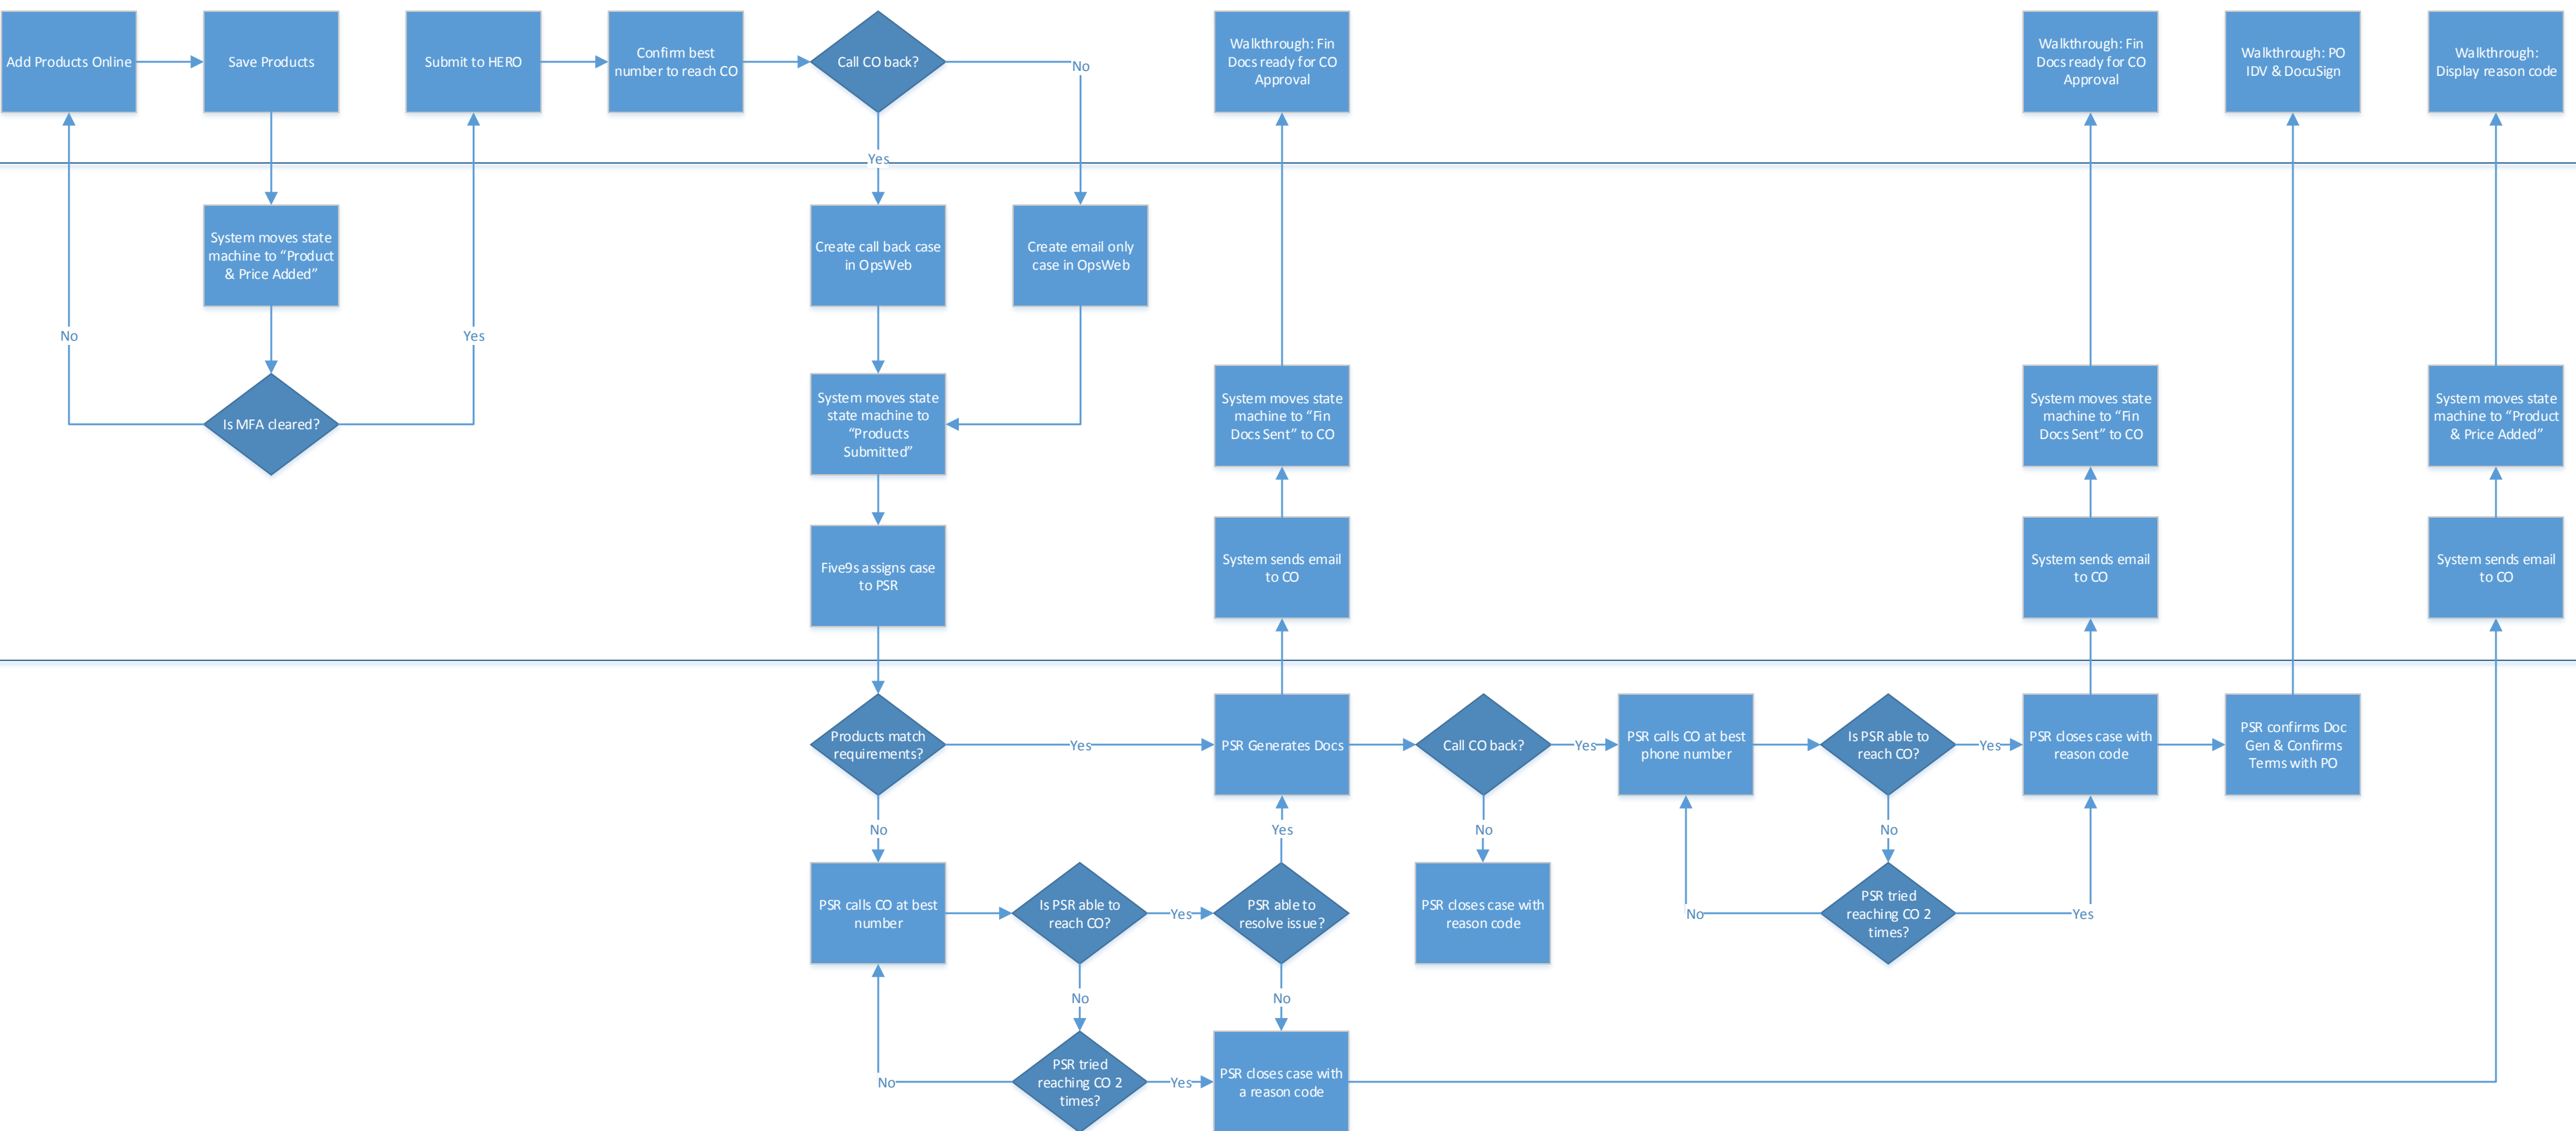 Add Products Online
Save Products
Submit to HERO
Confirm best
number to reach CO
Call CO back?
No
Walkthrough: Fin
Docs ready for CO
Approval
Walkthrough: Fin
Docs ready for CO
Approval
Walkthrough: PO
IDV & DocuSign
Walkthrough:
Display reason code
Yes
System moves state
machine to “Product
& Price Added”
Create call back case
in OpsWeb
Create email only
case in OpsWeb
No
Yes
Is MFA cleared?
System moves state
state machine to
“Products
Submitted”
System moves state
machine to “Fin
Docs Sent” to CO
System moves state
machine to “Fin
Docs Sent” to CO
System moves state
machine to “Product
& Price Added”
Five9s assigns case
to PSR
System sends email
to CO
System sends email
to CO
System sends email
to CO
Products match
requirements?
Yes
PSR Generates Docs
Call CO back?
Yes
PSR calls CO at best
phone number
Is PSR able to
reach CO?
Yes
PSR closes case with
reason code
PSR confirms Doc
Gen & Confirms
Terms with PO
No
Yes
No
No
PSR calls CO at best
number
Is PSR able to
reach CO?
Yes
PSR able to
resolve issue?
PSR closes case with
reason code
No
PSR tried
reaching CO 2
times?
Yes
No
No
No
PSR tried
reaching CO 2
times?
Yes
PSR closes case with
a reason code